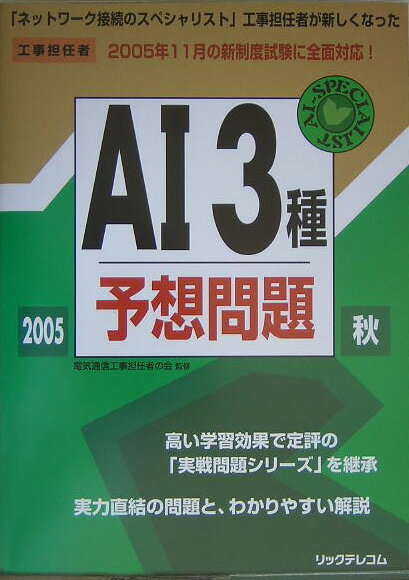 「ネットワーク接続のスペシャリスト」工事担任者が新しくなった
工事担任者 2005年11月の新制度試験に全面対応!
AI-SPECIALIST
AI3種
予想問題
2005
秋
電気通信工事担任者の会 監修
高い学習効果で定評の
「実戦問題シリーズ」を継承
実力直結の問題と、わかりやすい解説
リックテレコム